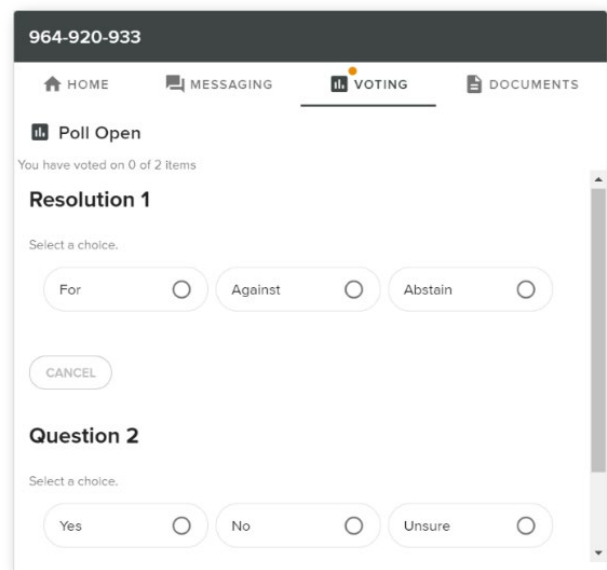 964-920-933
HOME MESSAGING VOTING DOCUMENTS
Poll Open
You have voted on 0 of 2 items
Resolution 1
Select a choice.
For Against Abstain
CANCEL
Question 2
Select a choice.
Yes No Unsure